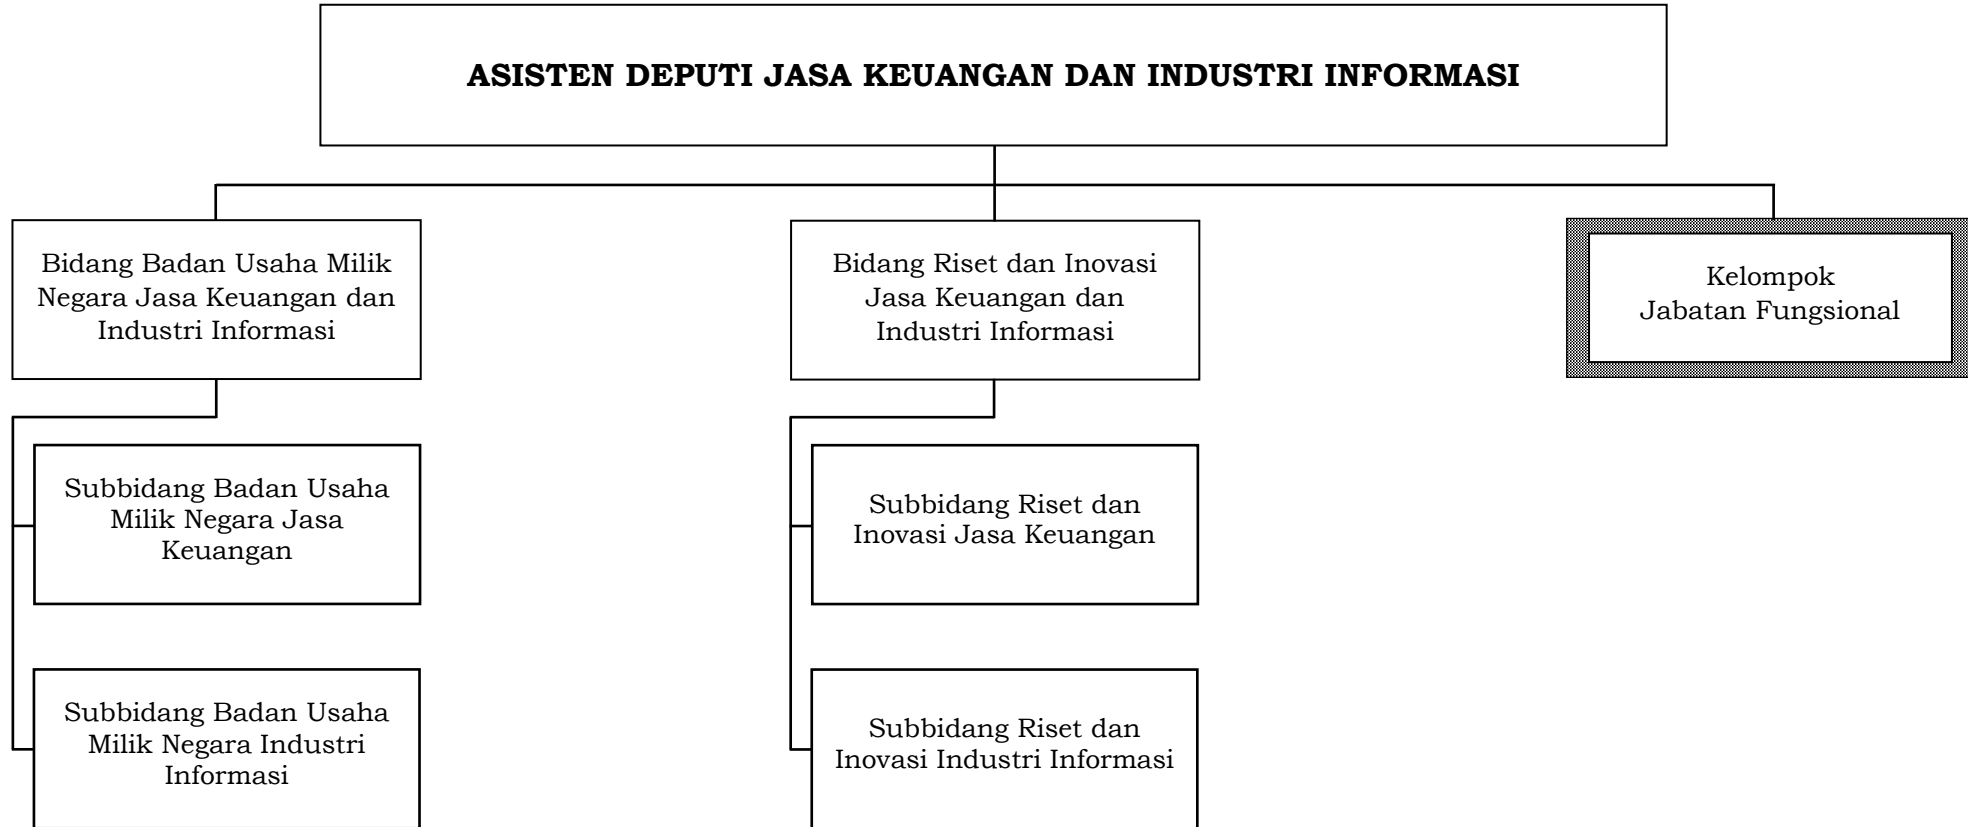 ASISTEN DEPUTI JASA KEUANGAN DAN INDUSTRI INFORMASI
Bidang Badan Usaha Milik
Negara Jasa Keuangan dan
Industri Informasi
Bidang Riset dan Inovasi
Jasa Keuangan dan
Industri Informasi
Kelompok
Jabatan Fungsional
Subbidang Badan Usaha
Milik Negara Jasa
Keuangan
Subbidang Riset dan
Inovasi Jasa Keuangan
Subbidang Badan Usaha
Milik Negara Industri
Informasi
Subbidang Riset dan
Inovasi Industri Informasi